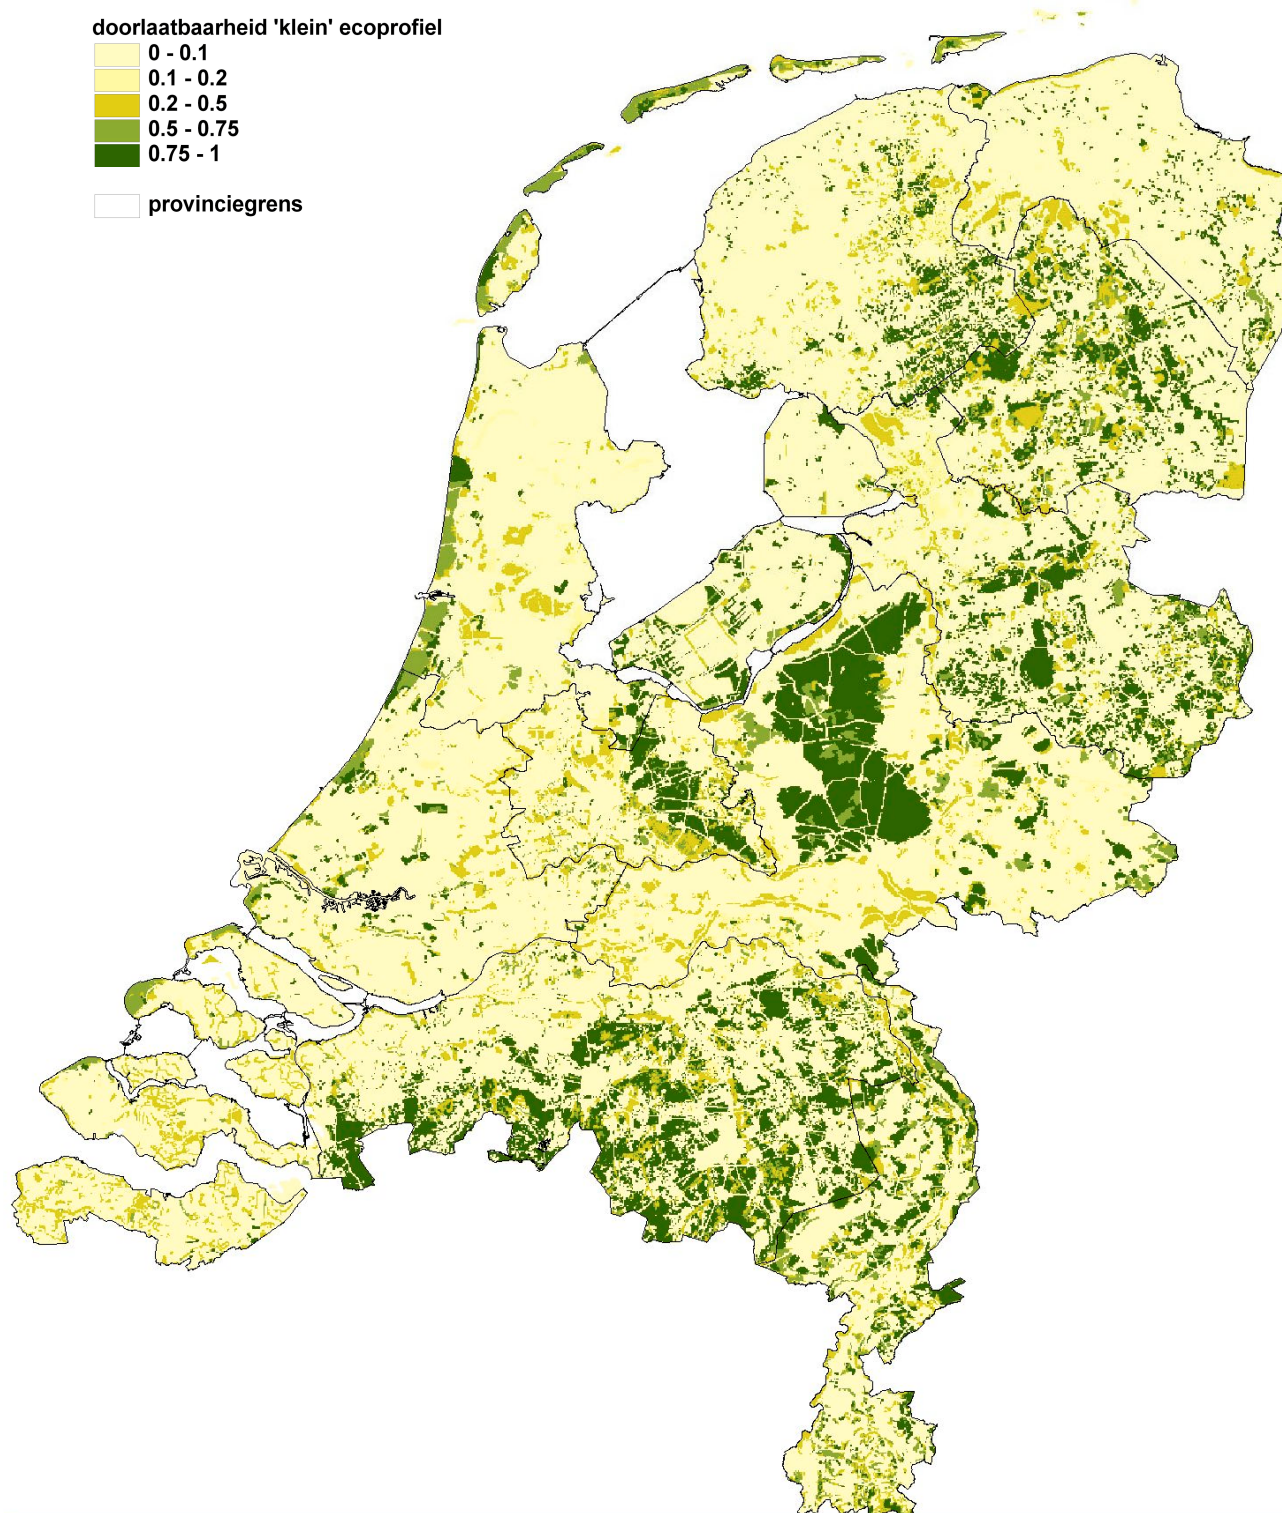 doorlaatbaarheid 'klein' ecoprofiel
0 - 0.1
0.1 - 0.2
0.2 - 0.5
0.5 - 0.75
0.75 - 1
provinciegrens